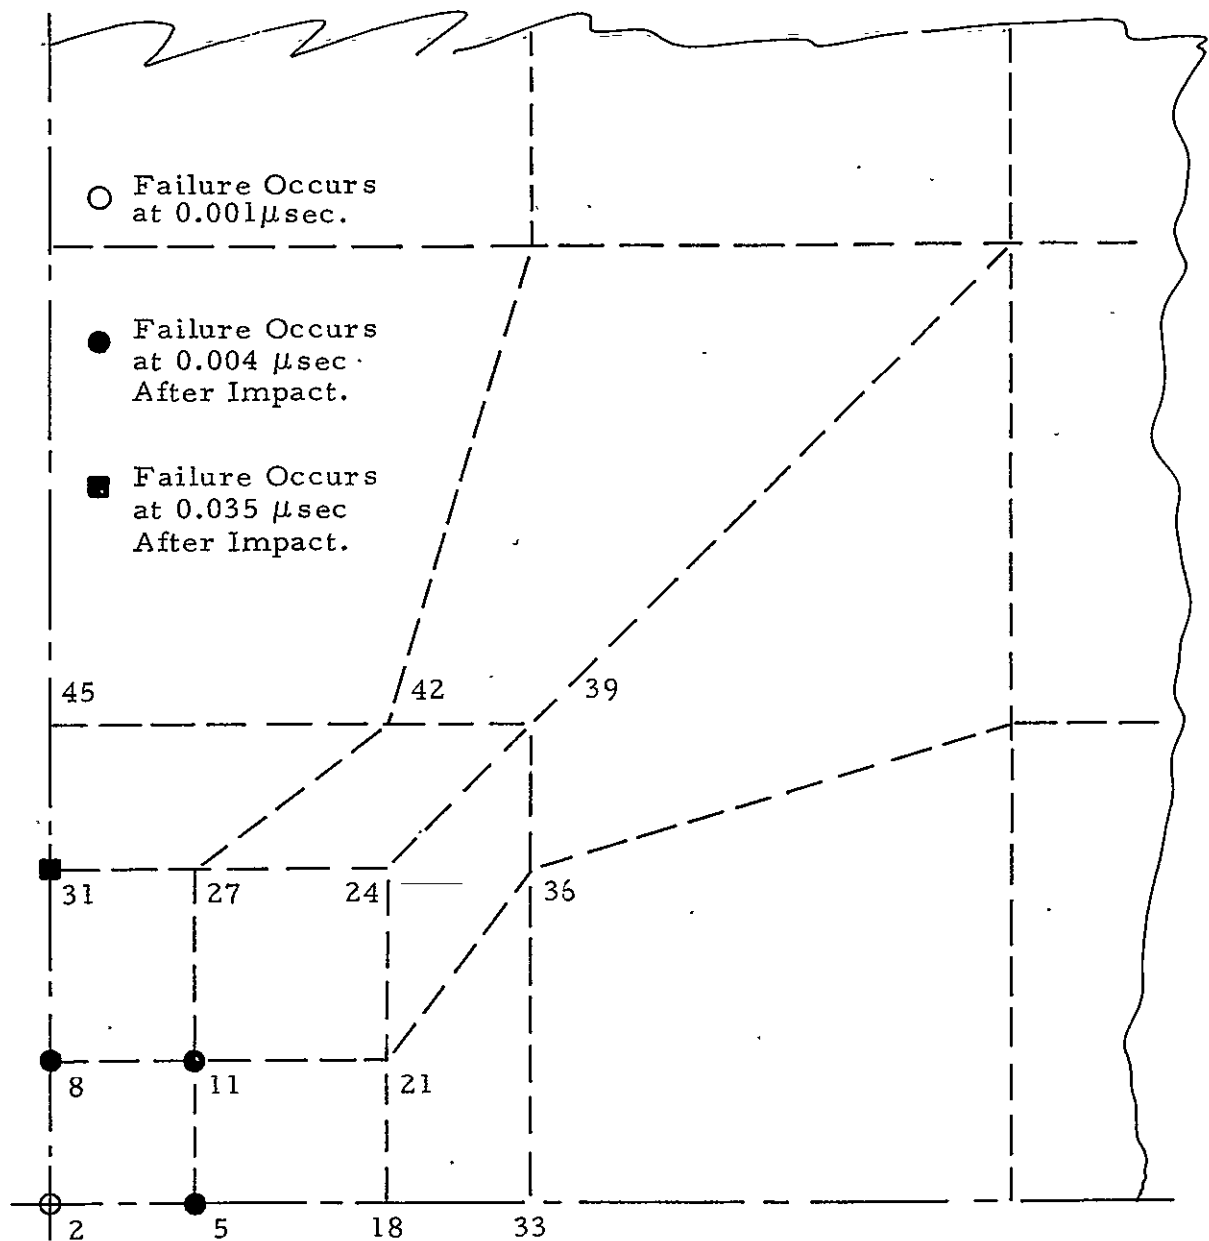 Failure Occurs
at 0.001μsec.
Failure Occurs
at 0.004 μsec
After Impact.
Failure Occurs
at 0.035 μsec
After Impact.
45
42
39
31
27
24
36
8
11
21
2
5
18
33